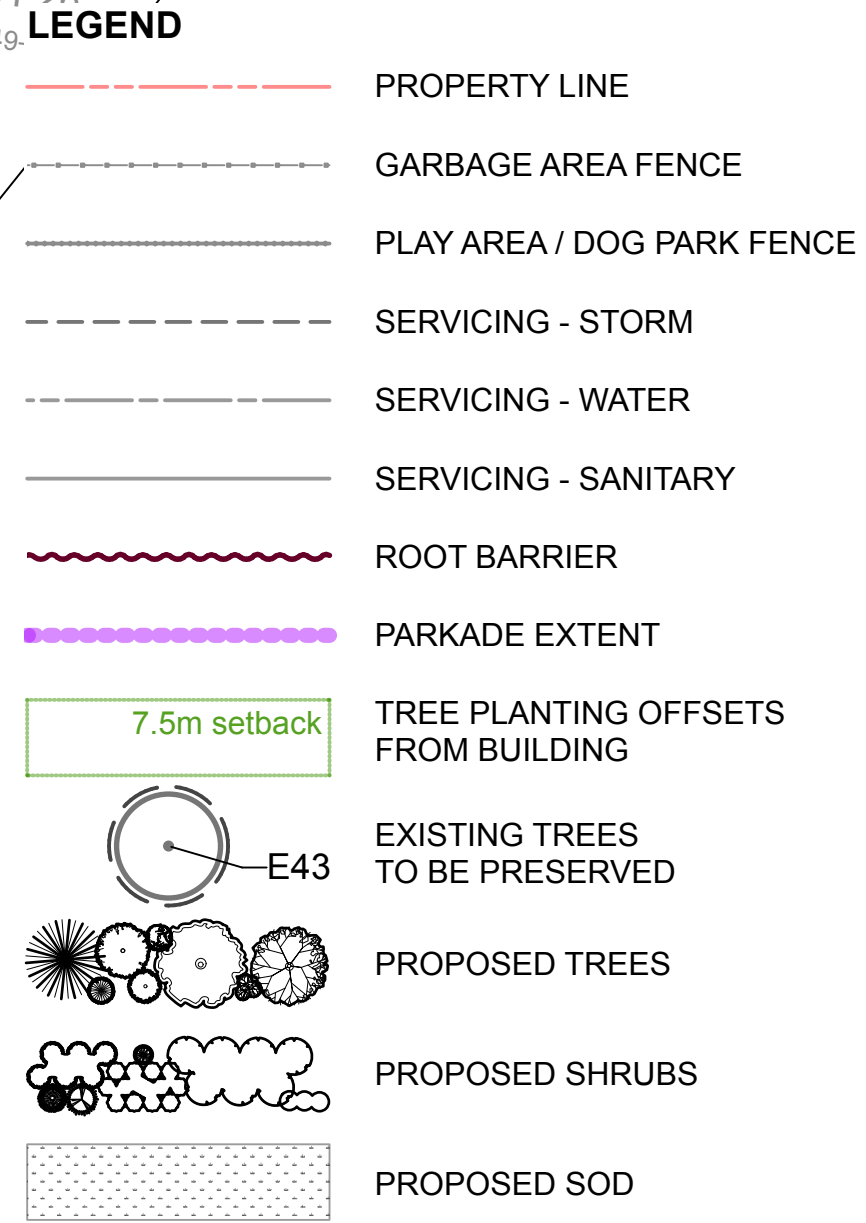 LEGEND
PROPERTY LINE
GARBAGE AREA FENCE
PLAY AREA / DOG PARK FENCE
SERVICING - STORM
SERVICING - WATER
SERVICING - SANITARY
ROOT BARRIER
PARKADE EXTENT
7.5m setback
TREE PLANTING OFFSETS
FROM BUILDING
E43
EXISTING TREES
TO BE PRESERVED
PROPOSED TREES
PROPOSED SHRUBS
PROPOSED SOD